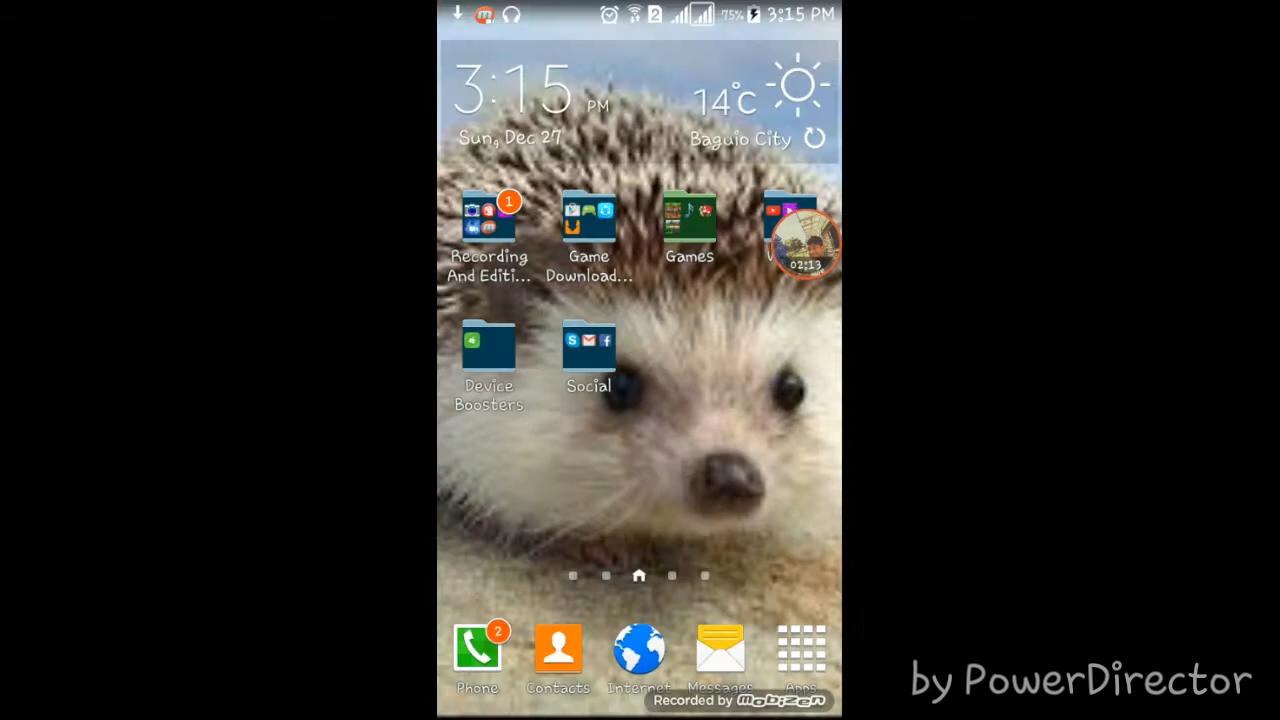 2 75% 3:15 PM
3:15 PM
14°C
Sun, Dec 27
Baguio City
1
Recording
And Editi...
Game
Download...
Games
02:13
Device
Boosters
S
f
Social
2
Phone
Contacts
Internet
Messages
Apps
Recorded by Mobizen
by PowerDirector